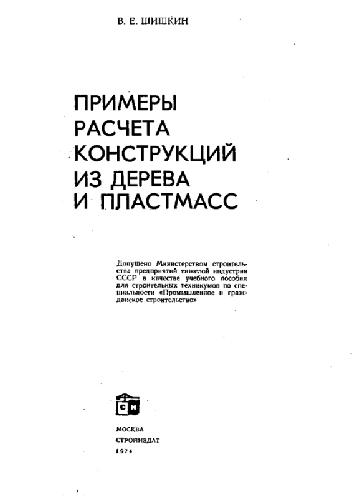 В. Е. ШИШКИН
ПРИМЕРЫ
РАСЧЕТА
КОНСТРУКЦИЙ
ИЗ ДЕРЕВА
И ПЛАСТМАСС
Допущено Министерством строитель-
ства предприятий тяжелой индустрии
СССР в качестве учебного пособия
для строительных техникумов по спе-
циальности «Промышленное и граж-
данское строительство»
С И
МОСКВА
СТРОЙИЗДАТ
1974